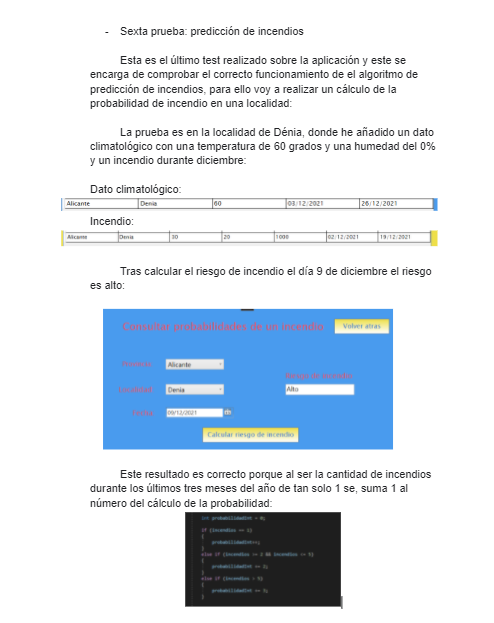 - Sexta prueba: predicción de incendios
Esta es el último test realizado sobre la aplicación y este se
encarga de comprobar el correcto funcionamiento de el algoritmo de
predicción de incendios, para ello voy a realizar un cálculo de la
probabilidad de incendio en una localidad:
La prueba es en la localidad de Dénia, donde he añadido un dato
climatológico con una temperatura de 60 grados y una humedad del 0%
y un incendio durante diciembre:
Dato climatológico:
Alicante Denia 60 03/12/2021 26/12/2021
Incendio:
Alicante Denia 30 20 1000 02/12/2021 19/12/2021
Tras calcular el riesgo de incendio el día 9 de diciembre el riesgo
es alto:
Consultar probabilidades de un incendio Volver atras
Provincia Alicante
Localidad Denia Alto
Fecha 09/12/2021
Calcular riesgo de incendio
Este resultado es correcto porque al ser la cantidad de incendios
durante los últimos tres meses del año de tan solo 1 se, suma 1 al
número del cálculo de la probabilidad:
int probabilidadInt = 0;
if (incendios == 1)
{
probabilidadInt++;
}
else if (incendios >= 2 && incendios <= 5)
{
probabilidadInt += 2;
}
else if (incendios > 5)
{
probabilidadInt += 3;
}